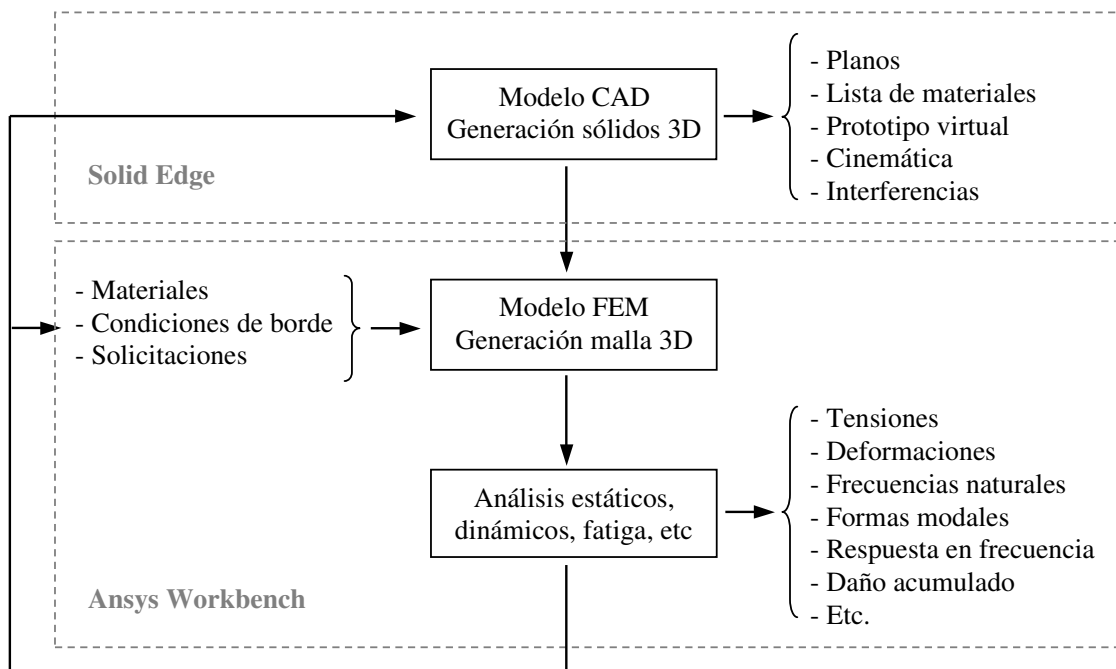 Modelo CAD
Generación sólidos 3D
- Planos
- Lista de materiales
- Prototipo virtual
- Cinemática
- Interferencias
Solid Edge
- Materiales
- Condiciones de borde
- Solicitaciones
Modelo FEM
Generación malla 3D
Análisis estáticos,
dinámicos, fatiga, etc
- Tensiones
- Deformaciones
- Frecuencias naturales
- Formas modales
- Respuesta en frecuencia
- Daño acumulado
- Etc.
Ansys Workbench